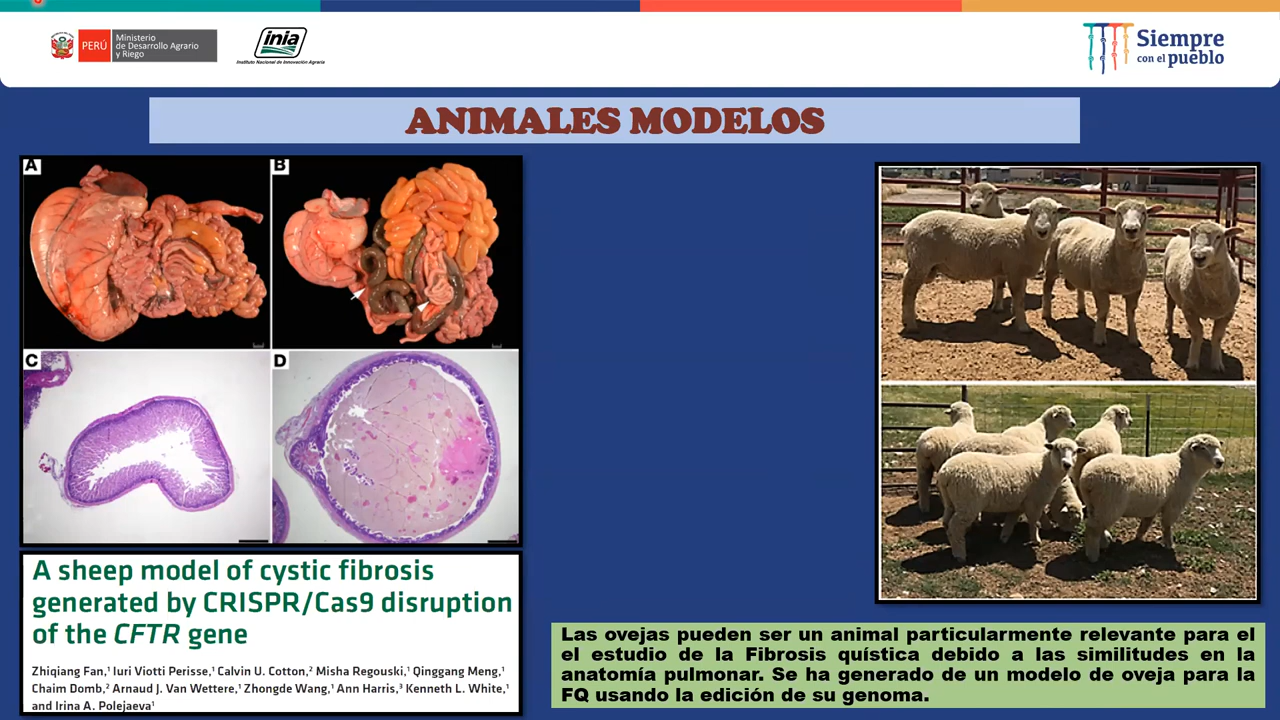 PERÚ
Ministerio
de Desarrollo Agrario
y Riego
inia
Instituto Nacional de Innovación Agraria
Siempre
con el pueblo
ANIMALES MODELOS
A
B
C
D
A sheep model of cystic fibrosis
generated by CRISPR/Cas9 disruption
of the CFTR gene
Zhiqiang Fan,¹ Iuri Viotti Perisse,¹ Calvin U. Cotton,² Misha Regouski,¹ Qinggang Meng,¹
Chaim Domb,² Arnaud J. Van Wettere,¹ Zhongde Wang,¹ Ann Harris,³ Kenneth L. White,¹
and Irina A. Polejaeva¹
Las ovejas pueden ser un animal particularmente relevante para el
el estudio de la Fibrosis quística debido a las similitudes en la
anatomía pulmonar. Se ha generado de un modelo de oveja para la
FQ usando la edición de su genoma.